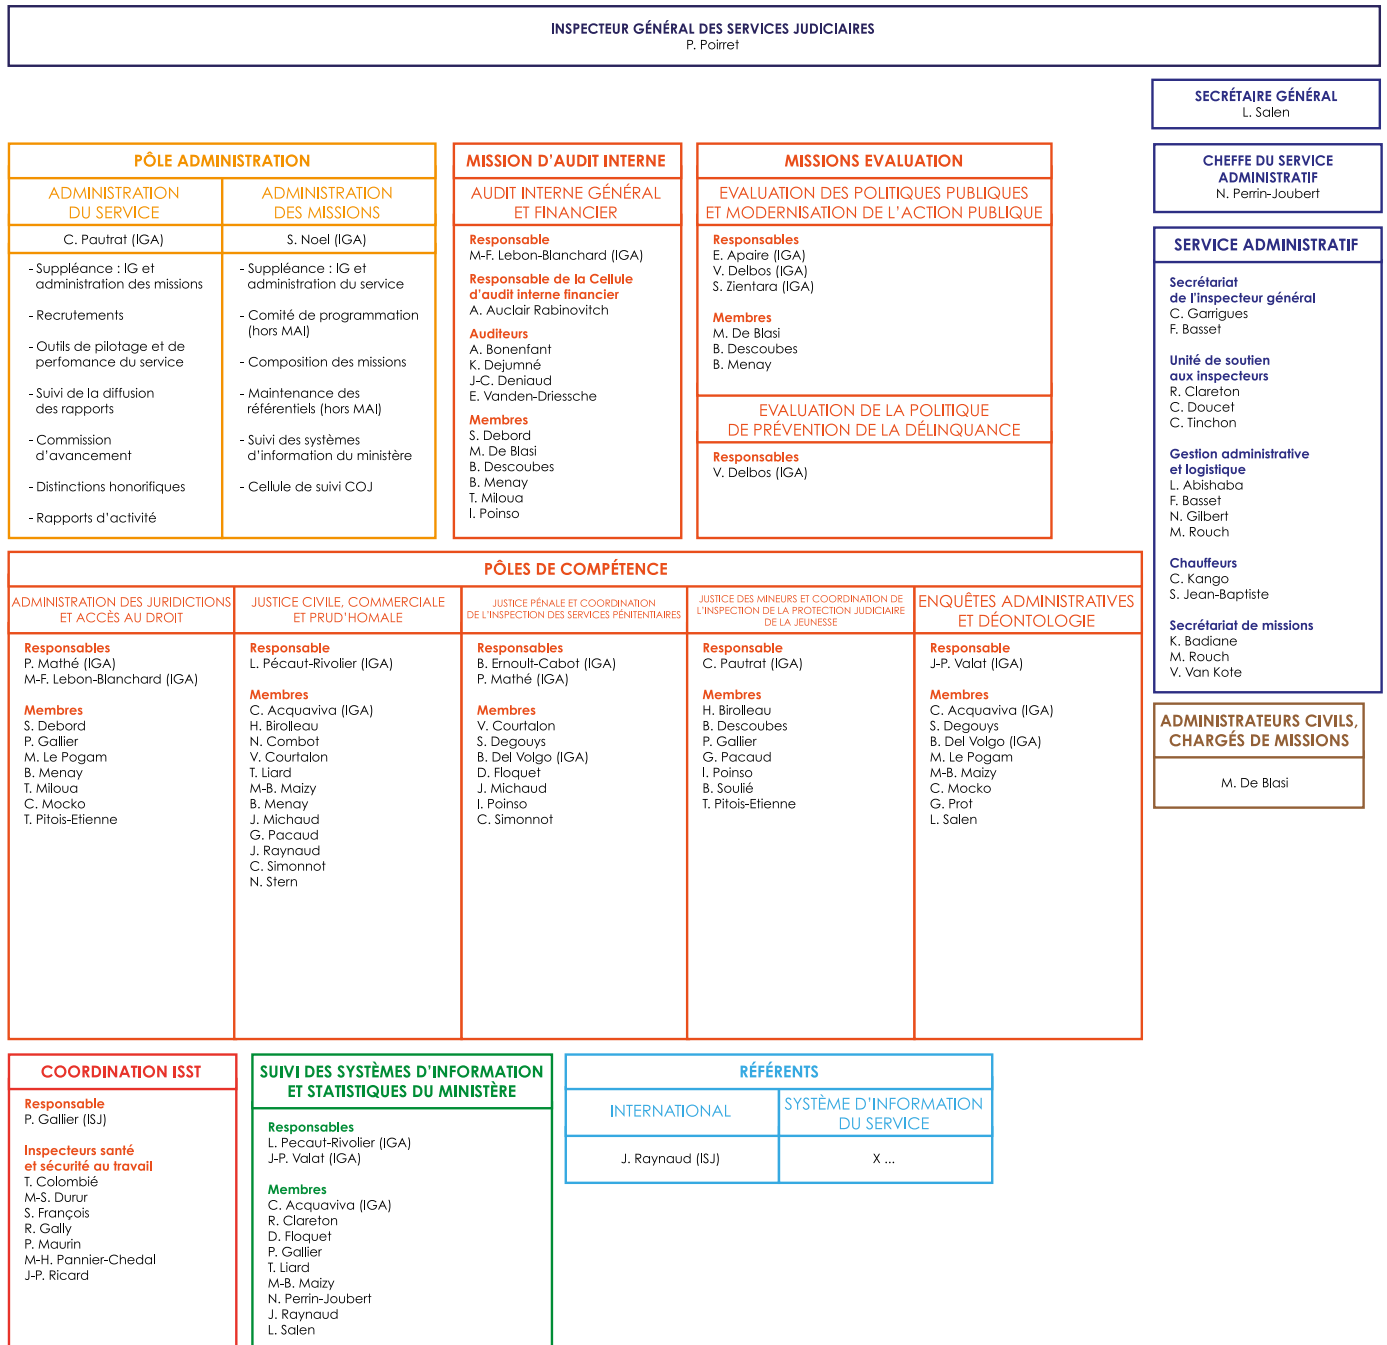 INSPECTEUR GÉNÉRAL DES SERVICES JUDICIAIRES
P. Poirret
SECRÉTAIRE GÉNÉRAL
L. Salen
CHEFFE DU SERVICE
ADMINISTRATIF
N. Perrin-Joubert
PÔLE ADMINISTRATION
ADMINISTRATION
DU SERVICE
C. Pautrat (IGA)
- Suppléance : IG et
administration des missions
- Recrutements
- Outils de pilotage et de
perfomance du service
- Suivi de la diffusion
des rapports
- Commission
d'avancement
- Distinctions honorifiques
- Rapports d'activité
ADMINISTRATION
DES MISSIONS
S. Noel (IGA)
- Suppléance : IG et
administration du service
- Comité de programmation
(hors MAI)
- Composition des missions
- Maintenance des
référentiels (hors MAI)
- Suivi des systèmes
d'information du ministère
- Cellule de suivi COJ
MISSION D'AUDIT INTERNE
AUDIT INTERNE GÉNÉRAL
ET FINANCIER
Responsable
M-F. Lebon-Blanchard (IGA)
Responsable de la Cellule
d'audit interne financier
A. Auclair Rabinovitch
Auditeurs
A. Bonenfant
K. Dejumné
J-C. Deniaud
E. Vanden-Driessche
Membres
S. Debord
M. De Blasi
B. Descoubes
B. Menay
T. Miloua
I. Poinso
MISSIONS EVALUATION
EVALUATION DES POLITIQUES PUBLIQUES
ET MODERNISATION DE L'ACTION PUBLIQUE
Responsables
E. Apaire (IGA)
V. Delbos (IGA)
S. Zientara (IGA)
Membres
M. De Blasi
B. Descoubes
B. Menay
EVALUATION DE LA POLITIQUE
DE PRÉVENTION DE LA DÉLINQUANCE
Responsables
V. Delbos (IGA)
SERVICE ADMINISTRATIF
Secrétariat
de l'inspecteur général
C. Garrigues
F. Basset
Unité de soutien
aux inspecteurs
R. Clareton
C. Doucet
C. Tinchon
Gestion administrative
et logistique
L. Abishaba
F. Basset
N. Gilbert
M. Rouch
Chauffeurs
C. Kango
S. Jean-Baptiste
Secrétariat de missions
K. Badiane
M. Rouch
V. Van Kote
PÔLES DE COMPÉTENCE
ADMINISTRATION DES JURIDICTIONS
ET ACCÈS AU DROIT
Responsables
P. Mathé (IGA)
M-F. Lebon-Blanchard (IGA)
Membres
S. Debord
P. Gallier
M. Le Pogam
B. Menay
T. Miloua
C. Mocko
T. Pitois-Etienne
JUSTICE CIVILE, COMMERCIALE
ET PRUD'HOMALE
Responsable
L. Pécaut-Rivolier (IGA)
Membres
C. Acquaviva (IGA)
H. Birolleau
N. Combot
V. Courtalon
T. Liard
M-B. Maizy
B. Menay
J. Michaud
G. Pacaud
J. Raynaud
C. Simonnot
N. Stern
JUSTICE PÉNALE ET COORDINATION
DE L'INSPECTION DES SERVICES PÉNITENTIAIRES
Responsables
B. Ernoult-Cabot (IGA)
P. Mathé (IGA)
Membres
V. Courtalon
S. Degouys
B. Del Volgo (IGA)
D. Floquet
J. Michaud
I. Poinso
C. Simonnot
JUSTICE DES MINEURS ET COORDINATION DE
L'INSPECTION DE LA PROTECTION JUDICIAIRE
DE LA JEUNESSE
Responsable
C. Pautrat (IGA)
Membres
H. Birolleau
B. Descoubes
P. Gallier
G. Pacaud
I. Poinso
B. Soulié
T. Pitois-Etienne
ENQUÊTES ADMINISTRATIVES
ET DÉONTOLOGIE
Responsable
J-P. Valat (IGA)
Membres
C. Acquaviva (IGA)
S. Degouys
B. Del Volgo (IGA)
M. Le Pogam
M-B. Maizy
C. Mocko
G. Prot
L. Salen
ADMINISTRATEURS CIVILS,
CHARGÉS DE MISSIONS
M. De Blasi
COORDINATION ISST
Responsable
P. Gallier (ISJ)
Inspecteurs santé
et sécurité au travail
T. Colombié
M-S. Durur
S. François
R. Gally
P. Maurin
M-H. Pannier-Chedal
J-P. Ricard
SUIVI DES SYSTÈMES D'INFORMATION
ET STATISTIQUES DU MINISTÈRE
Responsables
L. Pecaut-Rivolier (IGA)
J-P. Valat (IGA)
Membres
C. Acquaviva (IGA)
R. Clareton
D. Floquet
P. Gallier
T. Liard
M-B. Maizy
N. Perrin-Joubert
J. Raynaud
L. Salen
RÉFÉRENTS
INTERNATIONAL
J. Raynaud (ISJ)
SYSTÈME D'INFORMATION
DU SERVICE
X ...